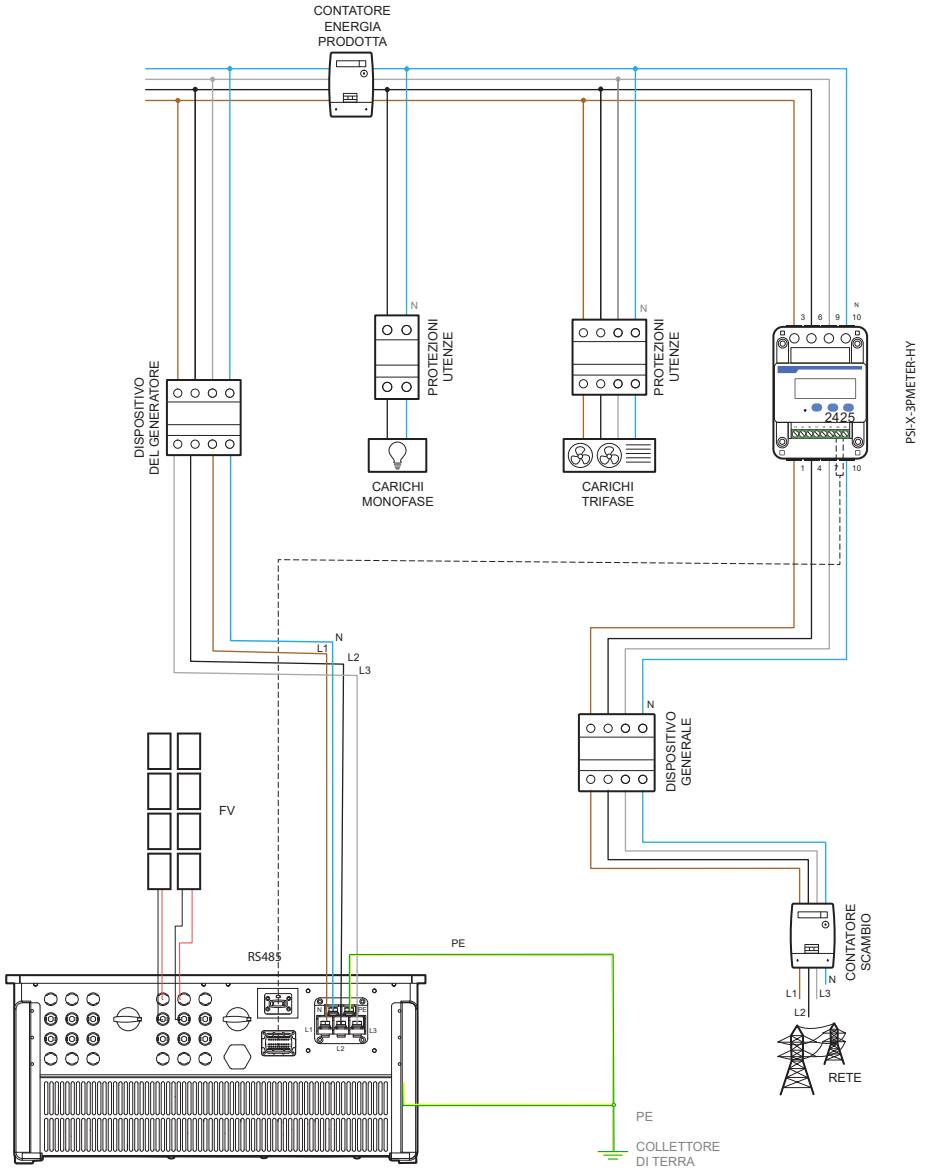 CONTATORE
ENERGIA
PRODOTTA
N
N
N
3 6 9 10
PROTEZIONI
UTENZE
PROTEZIONI
UTENZE
DISPOSITIVO
DEL GENERATORE
2425
PSI-X-3PMETER-HY
1 4 7 10
CARICHI
MONOFASE
CARICHI
TRIFASE
N
L1
L2
L3
N
DISPOSITIVO
GENERALE
FV
CONTATORE
SCAMBIO
RS485
PE
N
L1 L3
L2
N PE
L1 L3
L2
RETE
PE
COLLETTORE
DI TERRA